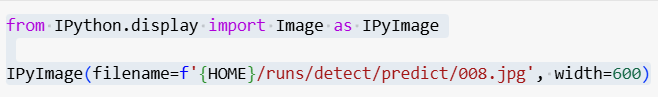 from IPython.display import Image as IPyImage
IPyImage(filename=f'{HOME}/runs/detect/predict/008.jpg', width=600)